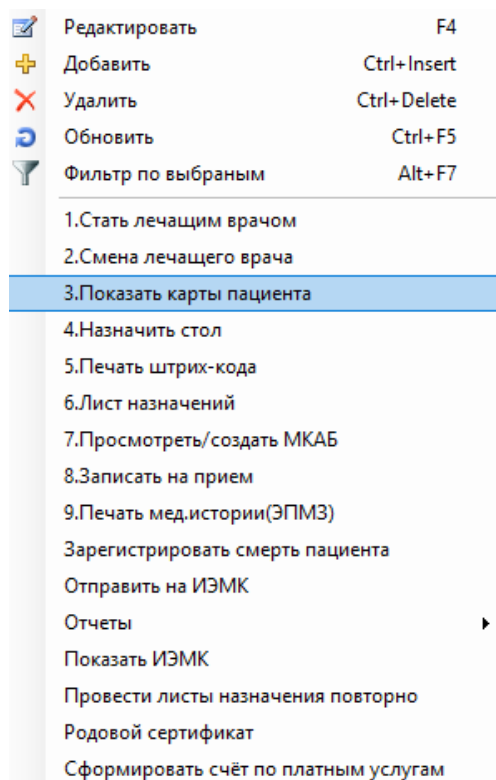 Редактировать F4
Добавить Ctrl+Insert
Удалить Ctrl+Delete
Обновить Ctrl+F5
Фильтр по выбраным Alt+F7
1.Стать лечащим врачом
2.Смена лечащего врача
3.Показать карты пациента
4.Назначить стол
5.Печать штрих-кода
6.Лист назначений
7.Просмотреть/создать МКАБ
8.Записать на прием
9.Печать мед.истории(ЭПМЗ)
Зарегистрировать смерть пациента
Отправить на ИЭМК
Отчеты
Показать ИЭМК
Провести листы назначения повторно
Родовой сертификат
Сформировать счёт по платным услугам